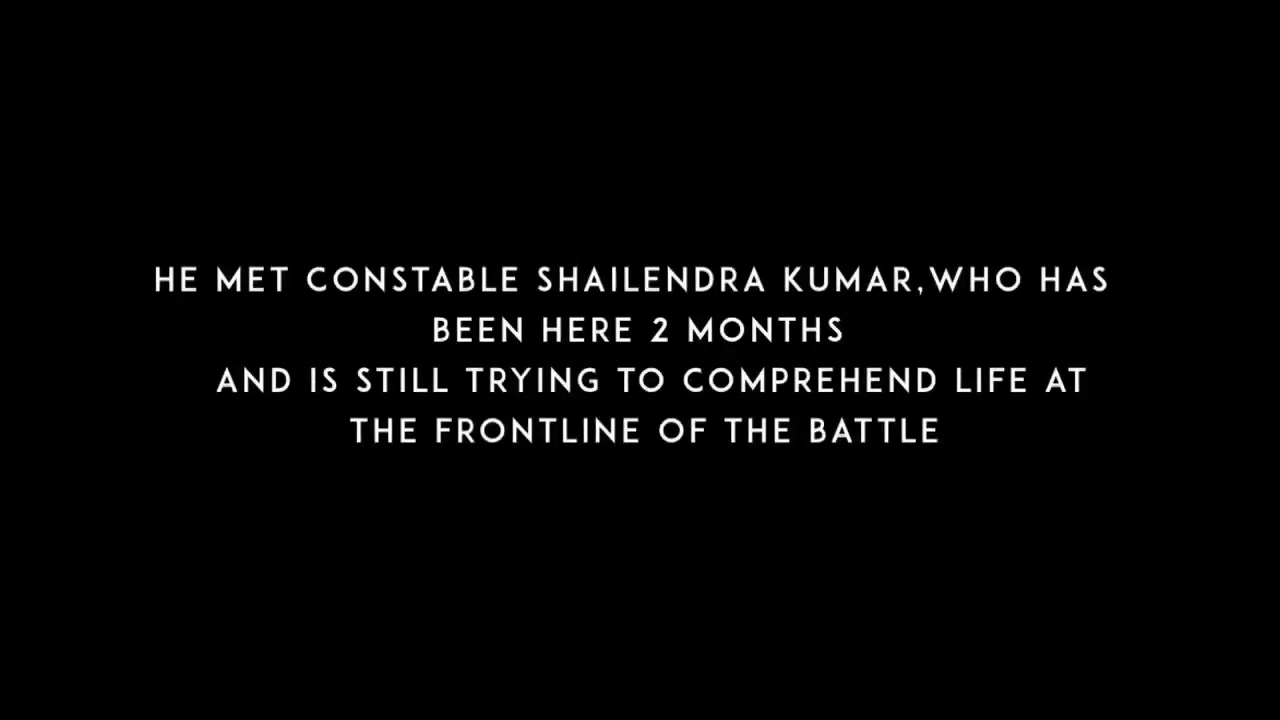 HE MET CONSTABLE SHAILENDRA KUMAR,WHO HAS
BEEN HERE 2 MONTHS
AND IS STILL TRYING TO COMPREHEND LIFE AT
THE FRONTLINE OF THE BATTLE